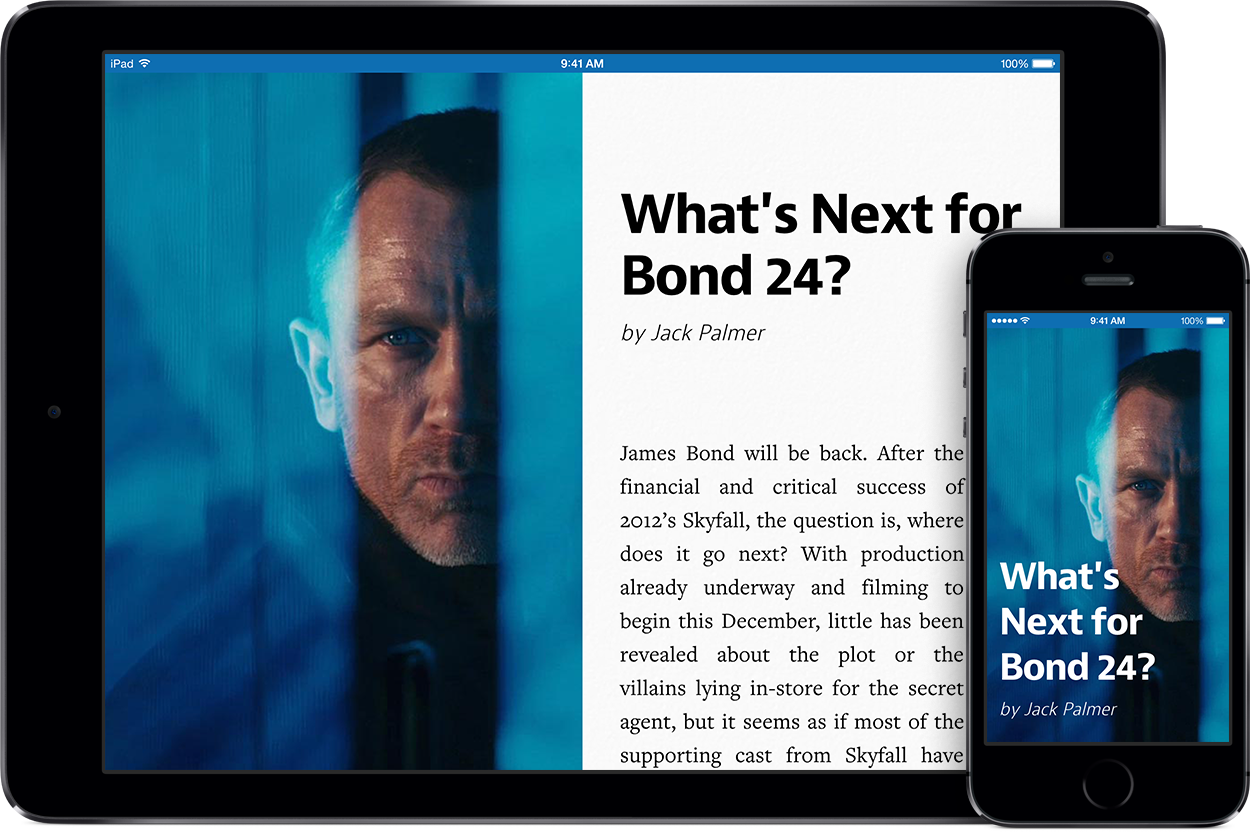 iPad 9:41 AM 100%
What's Next for
Bond 24?
by Jack Palmer
James Bond will be back. After the
financial and critical success of
2012’s Skyfall, the question is, where
does it go next? With production
already underway and filming to
begin this December, little has been
revealed about the plot or the
villains lying in-store for the secret
agent, but it seems as if most of the
supporting cast from Skyfall have
9:41 AM 100%
What's
Next for
Bond 24?
by Jack Palmer